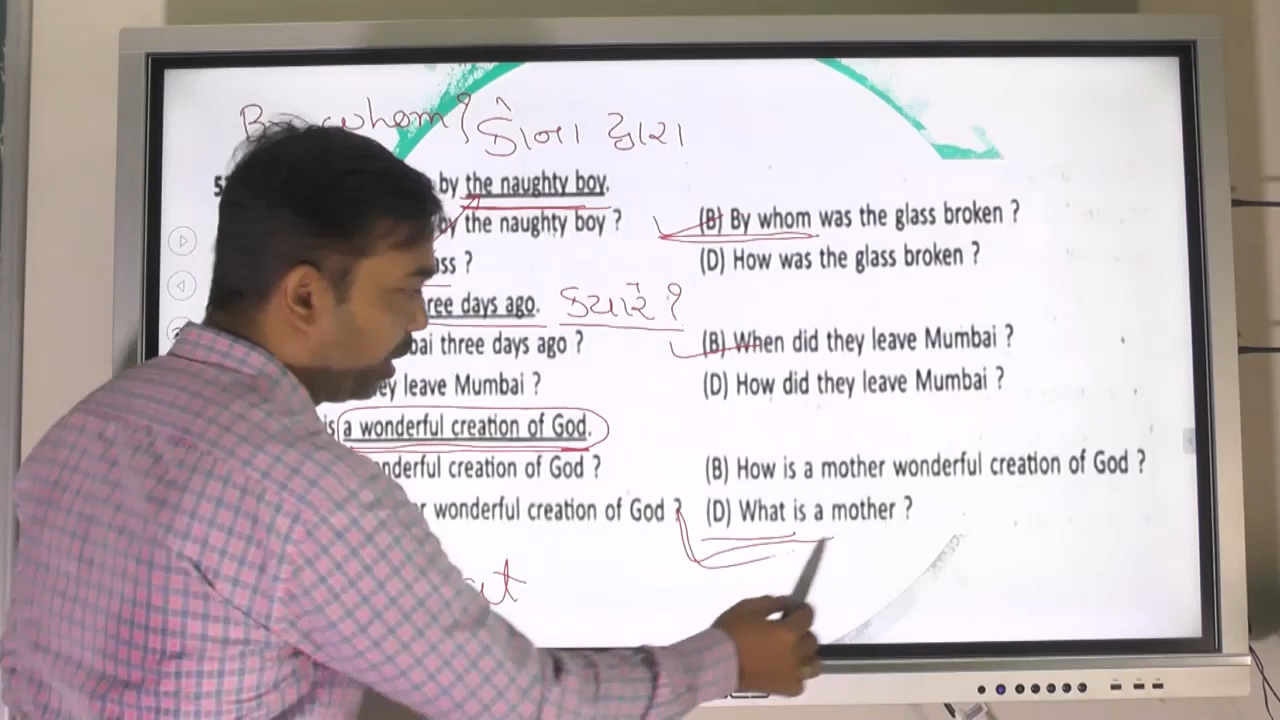 whom? કોના દ્વારા
by the naughty boy.
by the naughty boy ? (B) By whom was the glass broken ?
ass ? (D) How was the glass broken ?
ree days ago. કયારે ?
bai three days ago ? (B) When did they leave Mumbai ?
ey leave Mumbai ? (D) How did they leave Mumbai ?
is a wonderful creation of God.
nderful creation of God ? (B) How is a mother wonderful creation of God ?
r wonderful creation of God ? (D) What is a mother ?
at